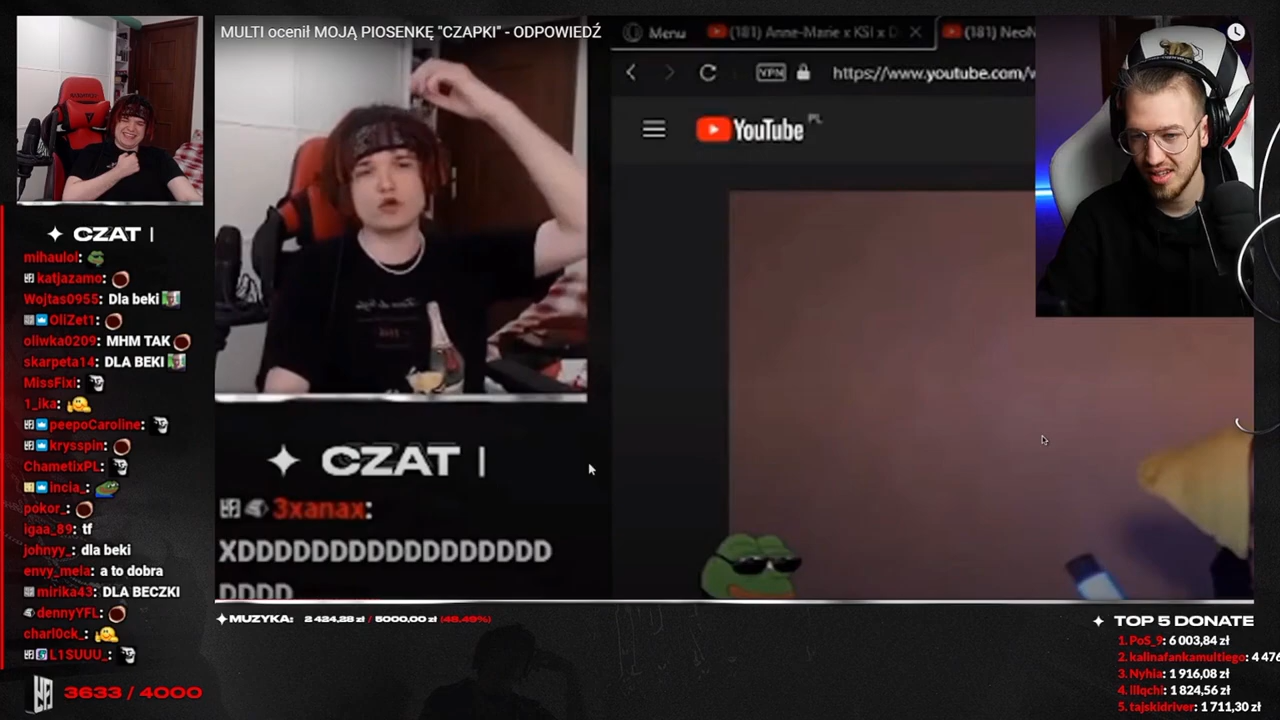 MULTI ocenił MOJĄ PIOSENKĘ "CZAPKI" - ODPOWIEDŹ
Menu
(181) Anne-Marie x KSI x D
(181) NeoN
VPN
https://www.youtube.com/w
YouTube PL
CZAT |
mihaulol:
katjazamo:
Wojtas0955: Dla beki
OliZet1:
oliwka0209: MHM TAK
skarpeta14: DLA BEKI
MissFixi:
1_ika:
peepoCaroline:
krysspin:
ChametixPL:
incia_:
pokor_:
igaa_89: tf
johnyy_: dla beki
envy_mela: a to dobra
mirika43: DLA BECZKI
dennyYFL:
charl0ck_:
L1SUUU_:
3633 / 4000
CZAT |
3xanax:
XDDDDDDDDDDDDDDDDD
DDDD
MUZYKA: 2 424,28 zł / 5000,00 zł (48.49%)
TOP 5 DONATE
1. PoS_9: 6 003,84 zł
2. kalinafankamultiego: 4 476
3. Nyhla: 1 916,08 zł
4. illqchi: 1 824,56 zł
5. tajskidriver: 1 711,30 zł